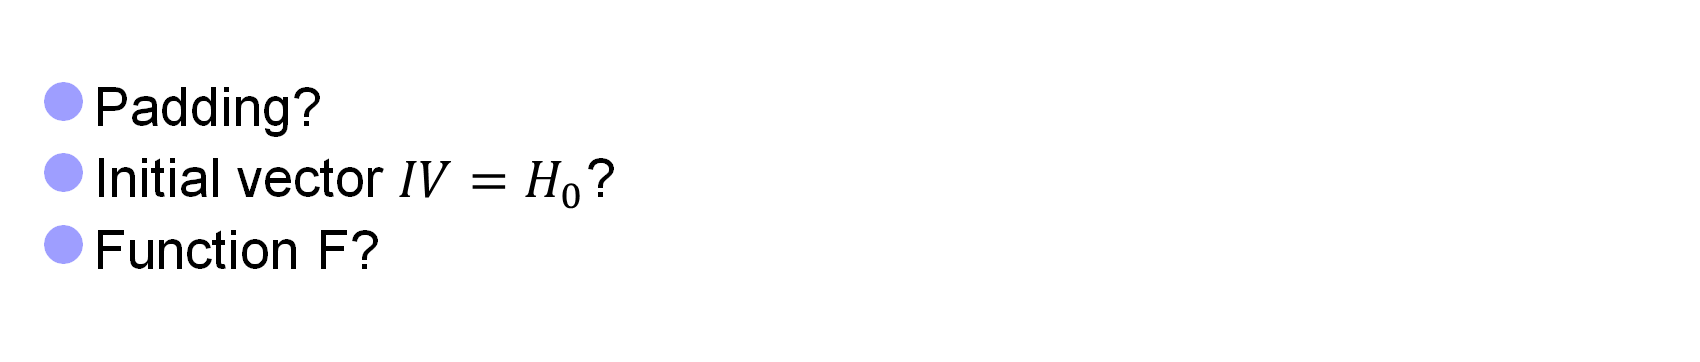 Padding?
Initial vector IV = H₀?
Function F?